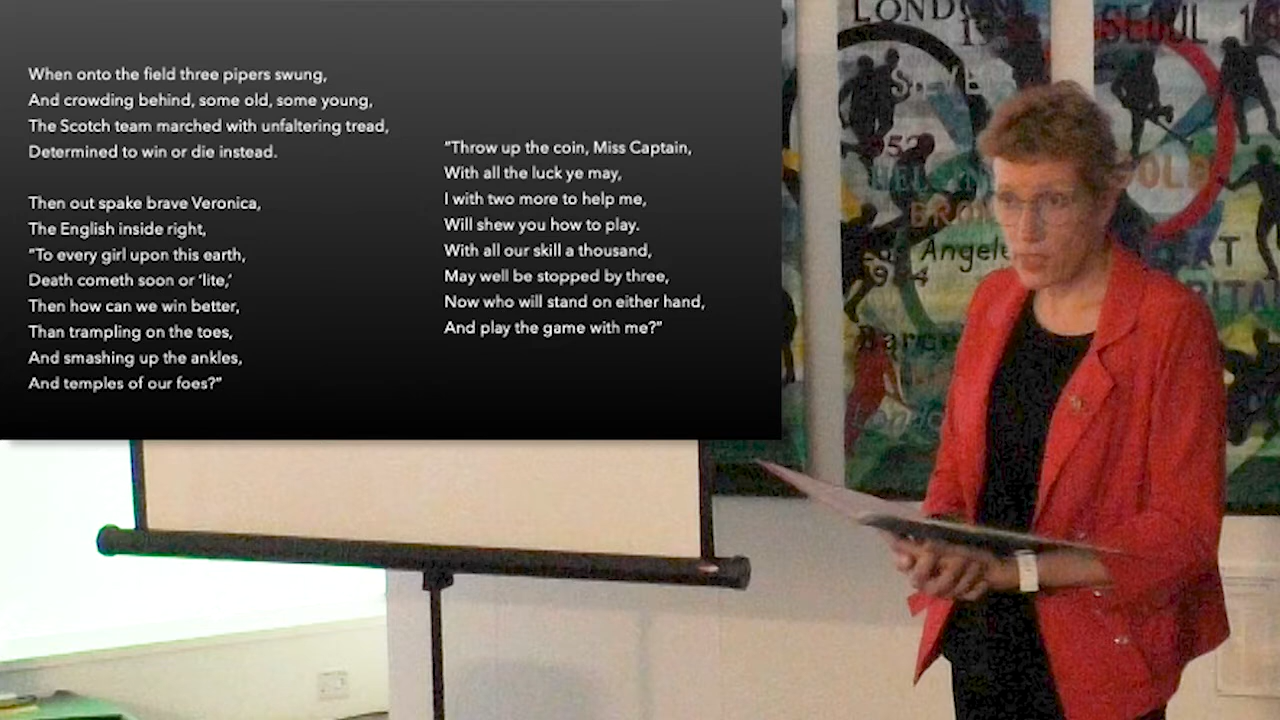 When onto the field three pipers swung,
And crowding behind, some old, some young,
The Scotch team marched with unfaltering tread,
Determined to win or die instead.
Then out spake brave Veronica,
The English inside right,
“To every girl upon this earth,
Death cometh soon or ‘lite,’
Then how can we win better,
Than trampling on the toes,
And smashing up the ankles,
And temples of our foes?”
“Throw up the coin, Miss Captain,
With all the luck ye may,
I with two more to help me,
Will shew you how to play.
With all our skill a thousand,
May well be stopped by three,
Now who will stand on either hand,
And play the game with me?”
LONDON
SEOUL
Angele